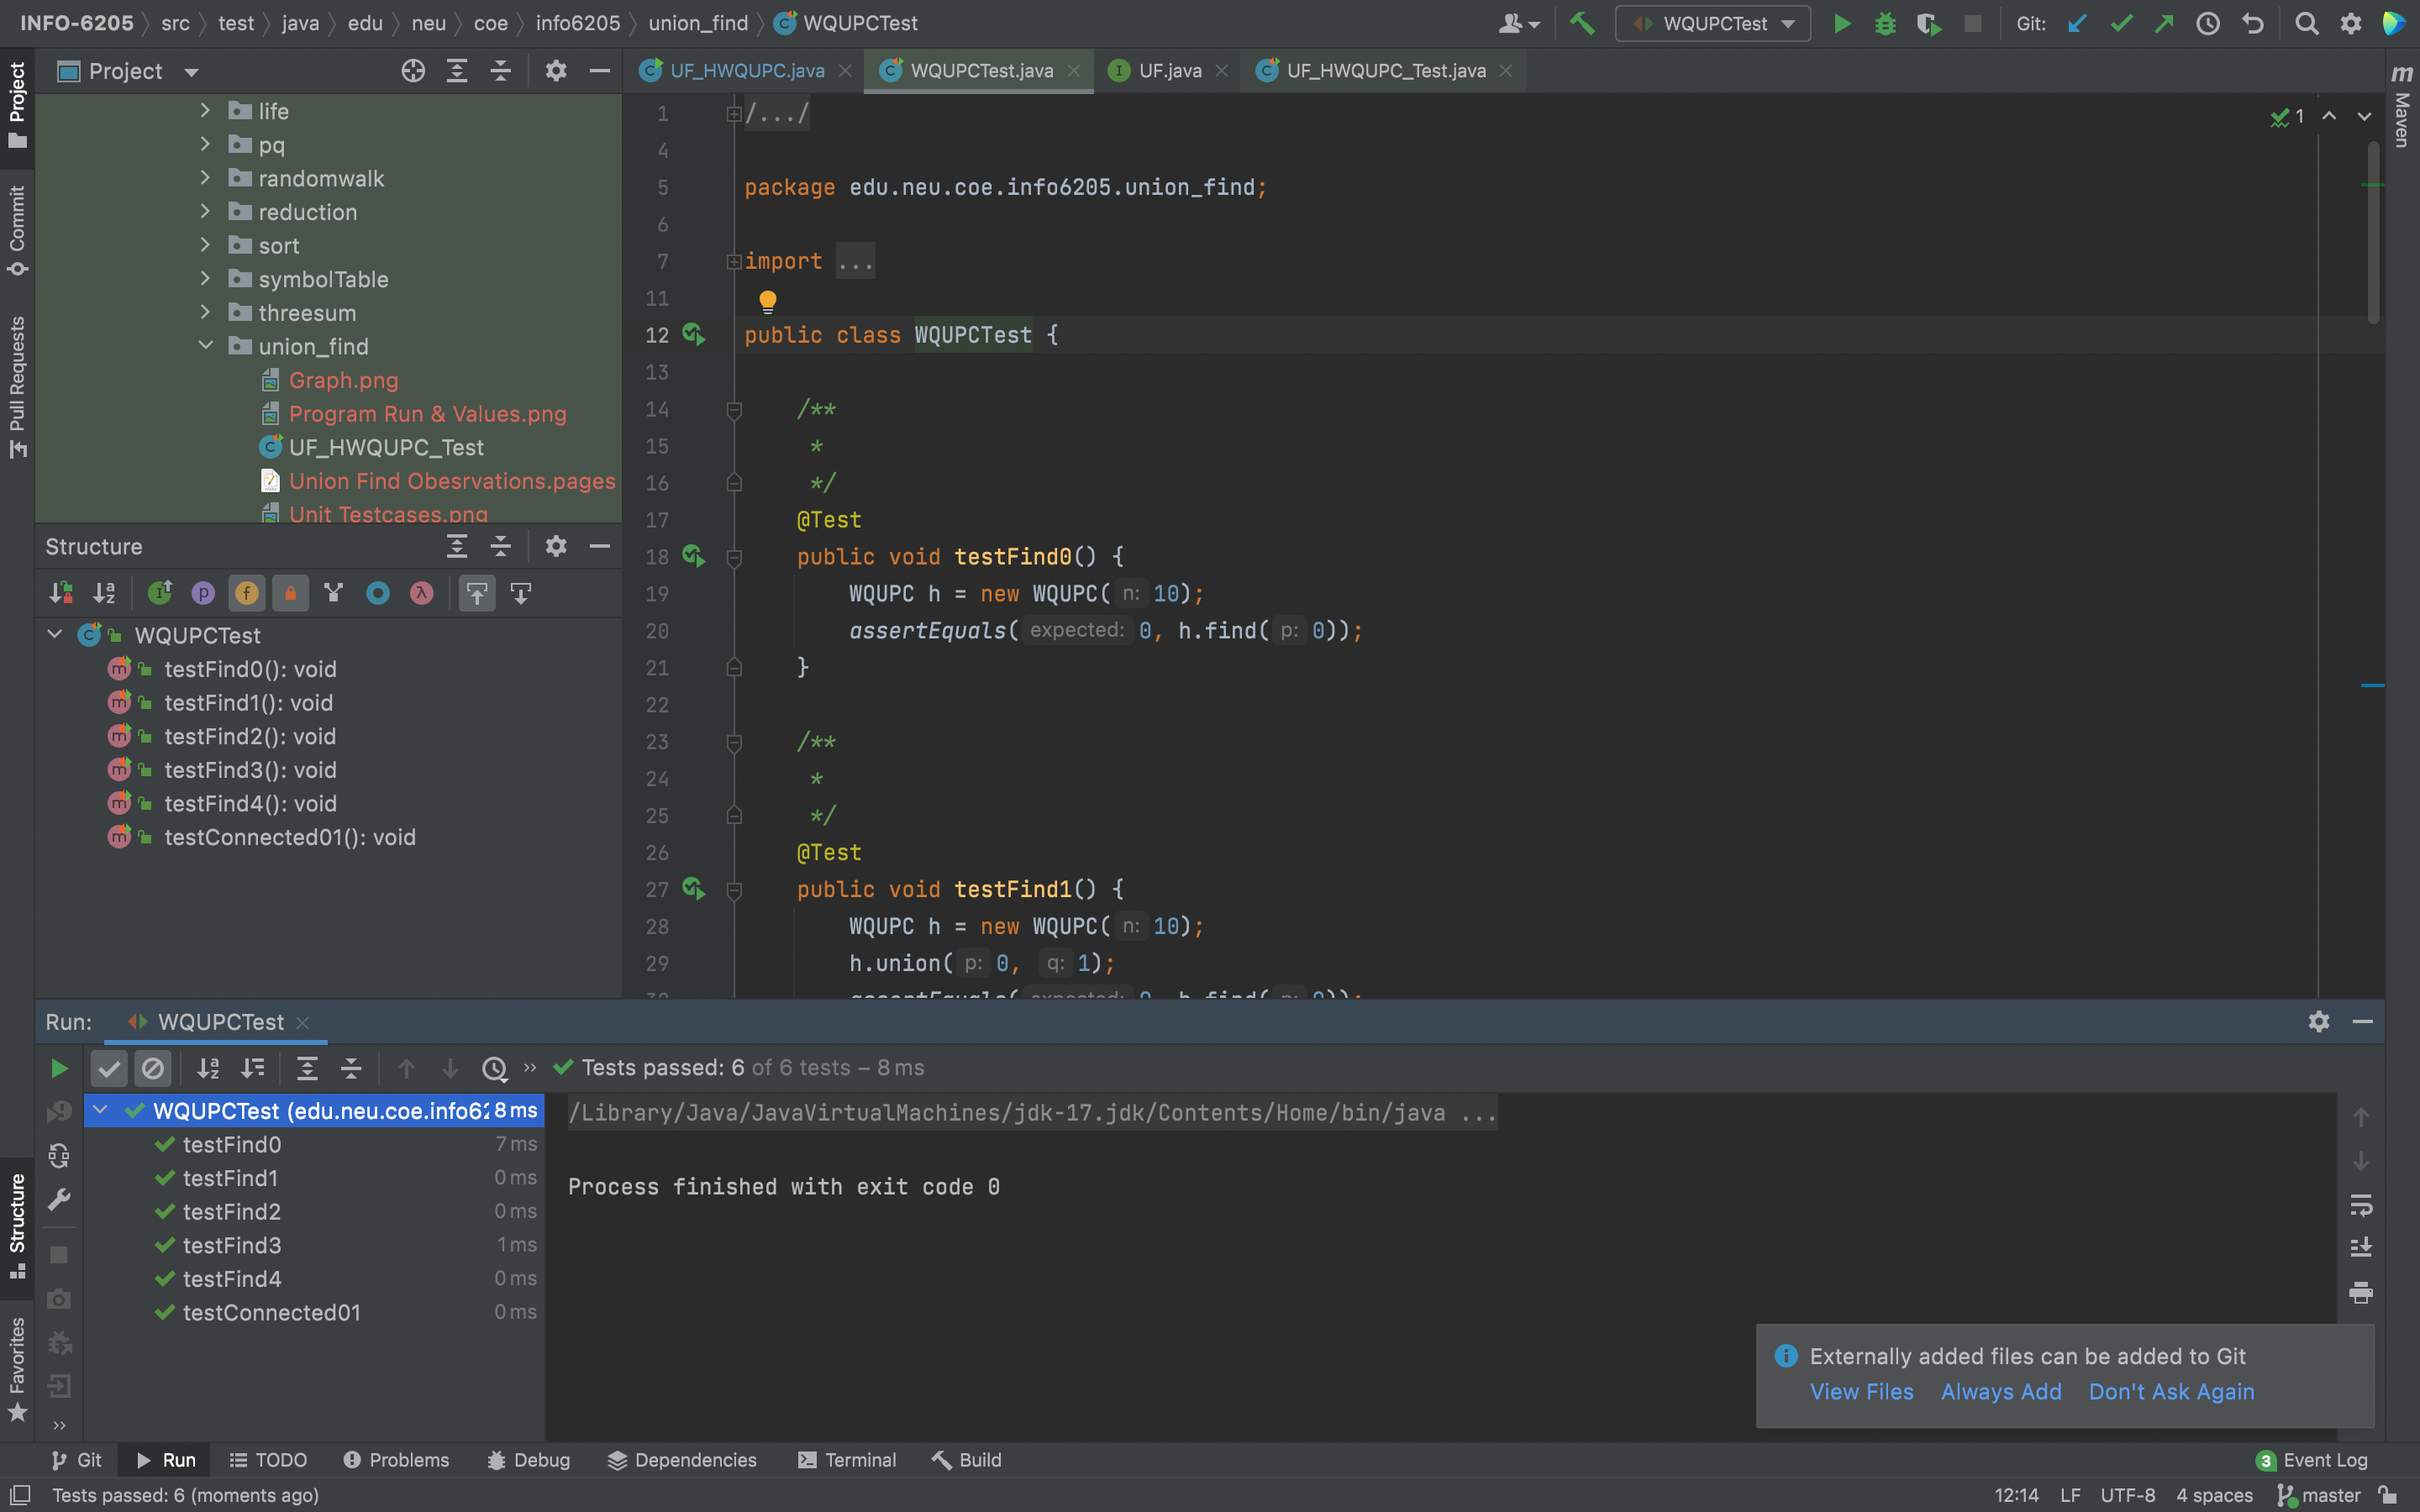 INFO-6205 src test java edu neu coe info6205 union_find WQUPCTest
WQUPCTest
Git:
Project
UF_HWQUPC.java
WQUPCTest.java
UF.java
UF_HWQUPC_Test.java
Project
Commit
Pull Requests
Structure
Favorites
Maven
life
pq
randomwalk
reduction
sort
symbolTable
threesum
union_find
Graph.png
Program Run & Values.png
UF_HWQUPC_Test
Union Find Obesrvations.pages
Unit Testcases.png
Structure
WQUPCTest
testFind0(): void
testFind1(): void
testFind2(): void
testFind3(): void
testFind4(): void
testConnected01(): void
1 /.../
4
5 package edu.neu.coe.info6205.union_find;
6
7 import ...
11
12 public class WQUPCTest {
13
14 /**
15 *
16 */
17 @Test
18 public void testFind0() {
19 WQUPC h = new WQUPC( n: 10);
20 assertEquals( expected: 0, h.find( p: 0));
21 }
22
23 /**
24 *
25 */
26 @Test
27 public void testFind1() {
28 WQUPC h = new WQUPC( n: 10);
29 h.union( p: 0, q: 1);
30 assertEquals( expected: 0, h.find( p: 0));
1
Run: WQUPCTest
Tests passed: 6 of 6 tests – 8 ms
WQUPCTest (edu.neu.coe.info62 8 ms
testFind0 7 ms
testFind1 0 ms
testFind2 0 ms
testFind3 1 ms
testFind4 0 ms
testConnected01 0 ms
/Library/Java/JavaVirtualMachines/jdk-17.jdk/Contents/Home/bin/java ...
Process finished with exit code 0
Externally added files can be added to Git
View Files Always Add Don't Ask Again
Git Run TODO Problems Debug Dependencies Terminal Build
3 Event Log
Tests passed: 6 (moments ago)
12:14 LF UTF-8 4 spaces master